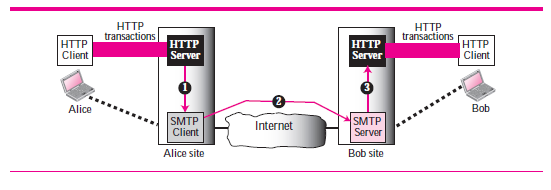 HTTP
transactions
HTTP
Client
HTTP
Server
1
Alice
SMTP
Client
Alice site
2
Internet
HTTP
Server
3
SMTP
Server
Bob site
HTTP
transactions
HTTP
Client
Bob